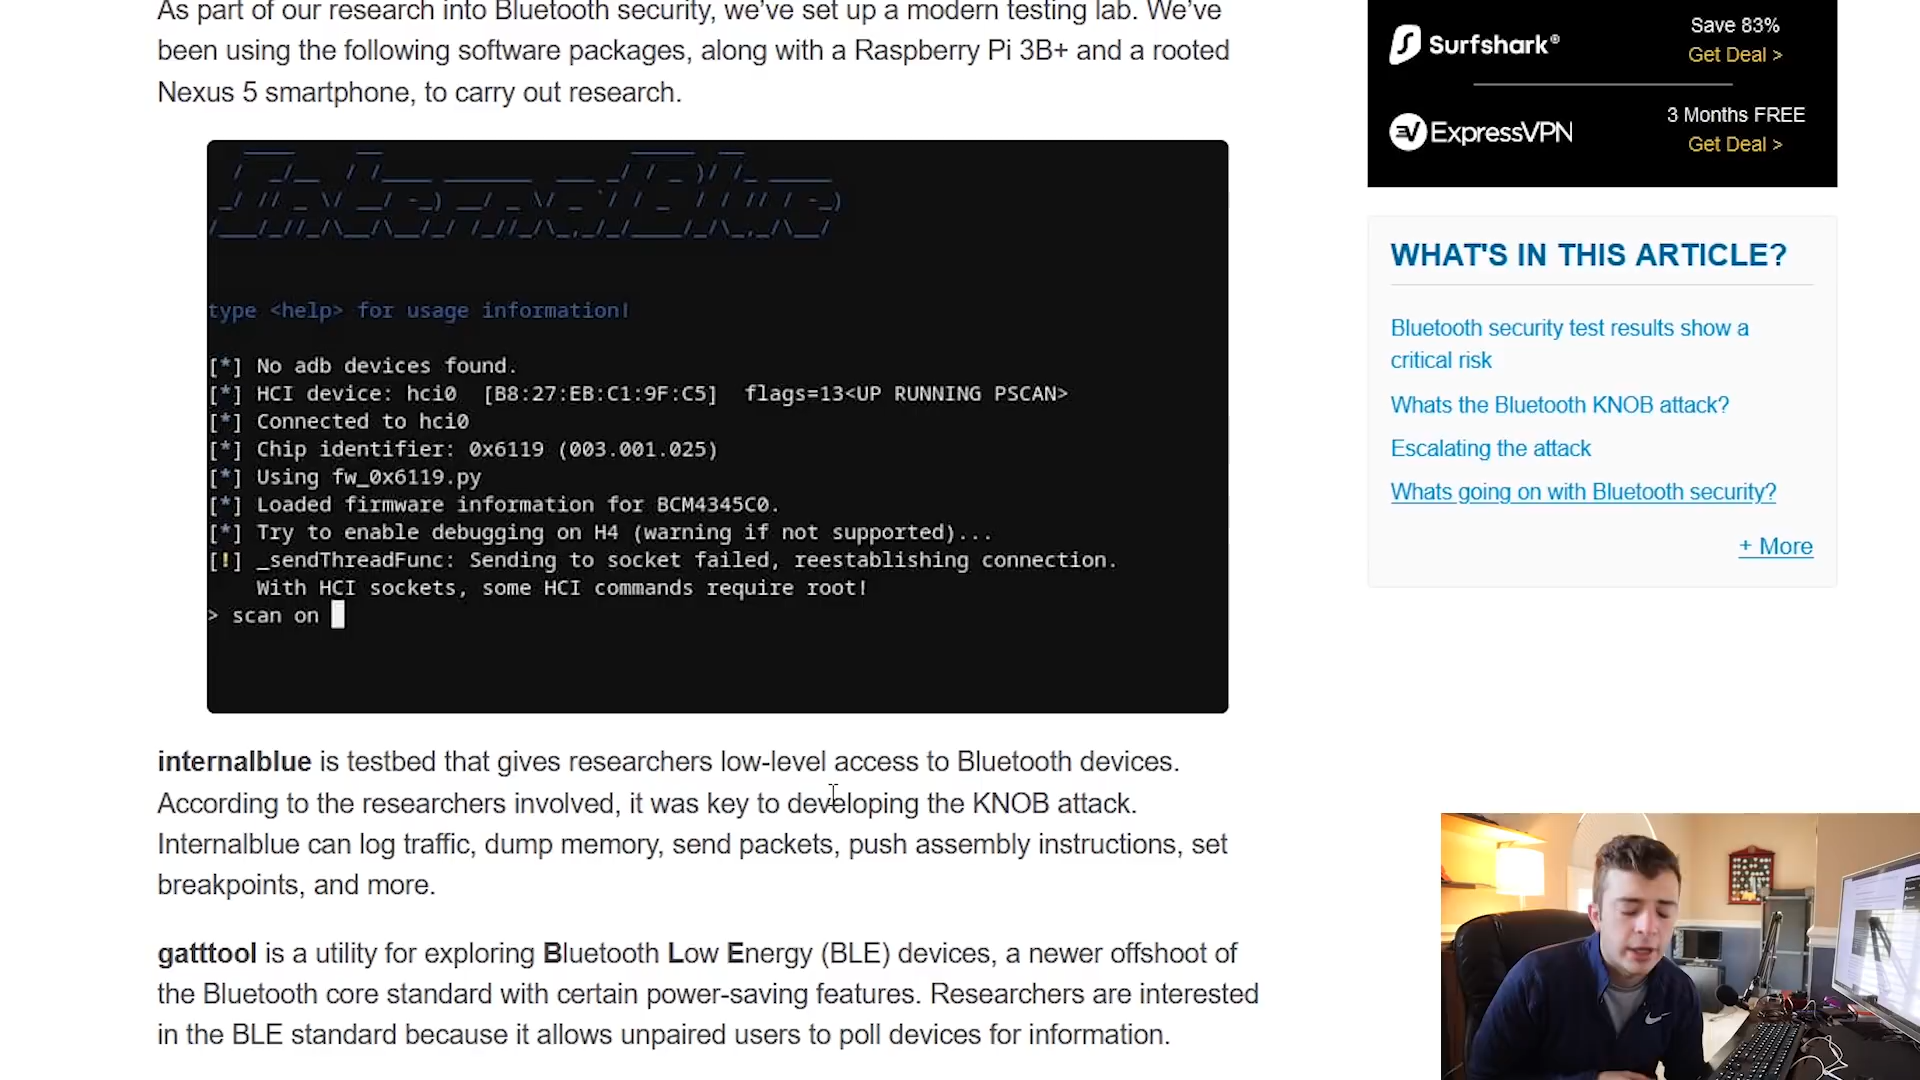 As part of our research into Bluetooth security, we've set up a modern testing lab. We've
been using the following software packages, along with a Raspberry Pi 3B+ and a rooted
Nexus 5 smartphone, to carry out research.
InternalBlue
type <help> for usage information!
[*] No adb devices found.
[*] HCI device: hci0  [B8:27:EB:C1:9F:C5]  flags=13<UP RUNNING PSCAN>
[*] Connected to hci0
[*] Chip identifier: 0x6119 (003.001.025)
[*] Using fw_0x6119.py
[*] Loaded firmware information for BCM4345C0.
[*] Try to enable debugging on H4 (warning if not supported)...
[!] _sendThreadFunc: Sending to socket failed, reestablishing connection.
With HCI sockets, some HCI commands require root!
> scan on
internalblue is testbed that gives researchers low-level access to Bluetooth devices.
According to the researchers involved, it was key to developing the KNOB attack.
Internalblue can log traffic, dump memory, send packets, push assembly instructions, set
breakpoints, and more.
gatttool is a utility for exploring Bluetooth Low Energy (BLE) devices, a newer offshoot of
the Bluetooth core standard with certain power-saving features. Researchers are interested
in the BLE standard because it allows unpaired users to poll devices for information.
Surfshark®
Save 83%
Get Deal >
ExpressVPN
3 Months FREE
Get Deal >
WHAT'S IN THIS ARTICLE?
Bluetooth security test results show a
critical risk
Whats the Bluetooth KNOB attack?
Escalating the attack
Whats going on with Bluetooth security?
+ More